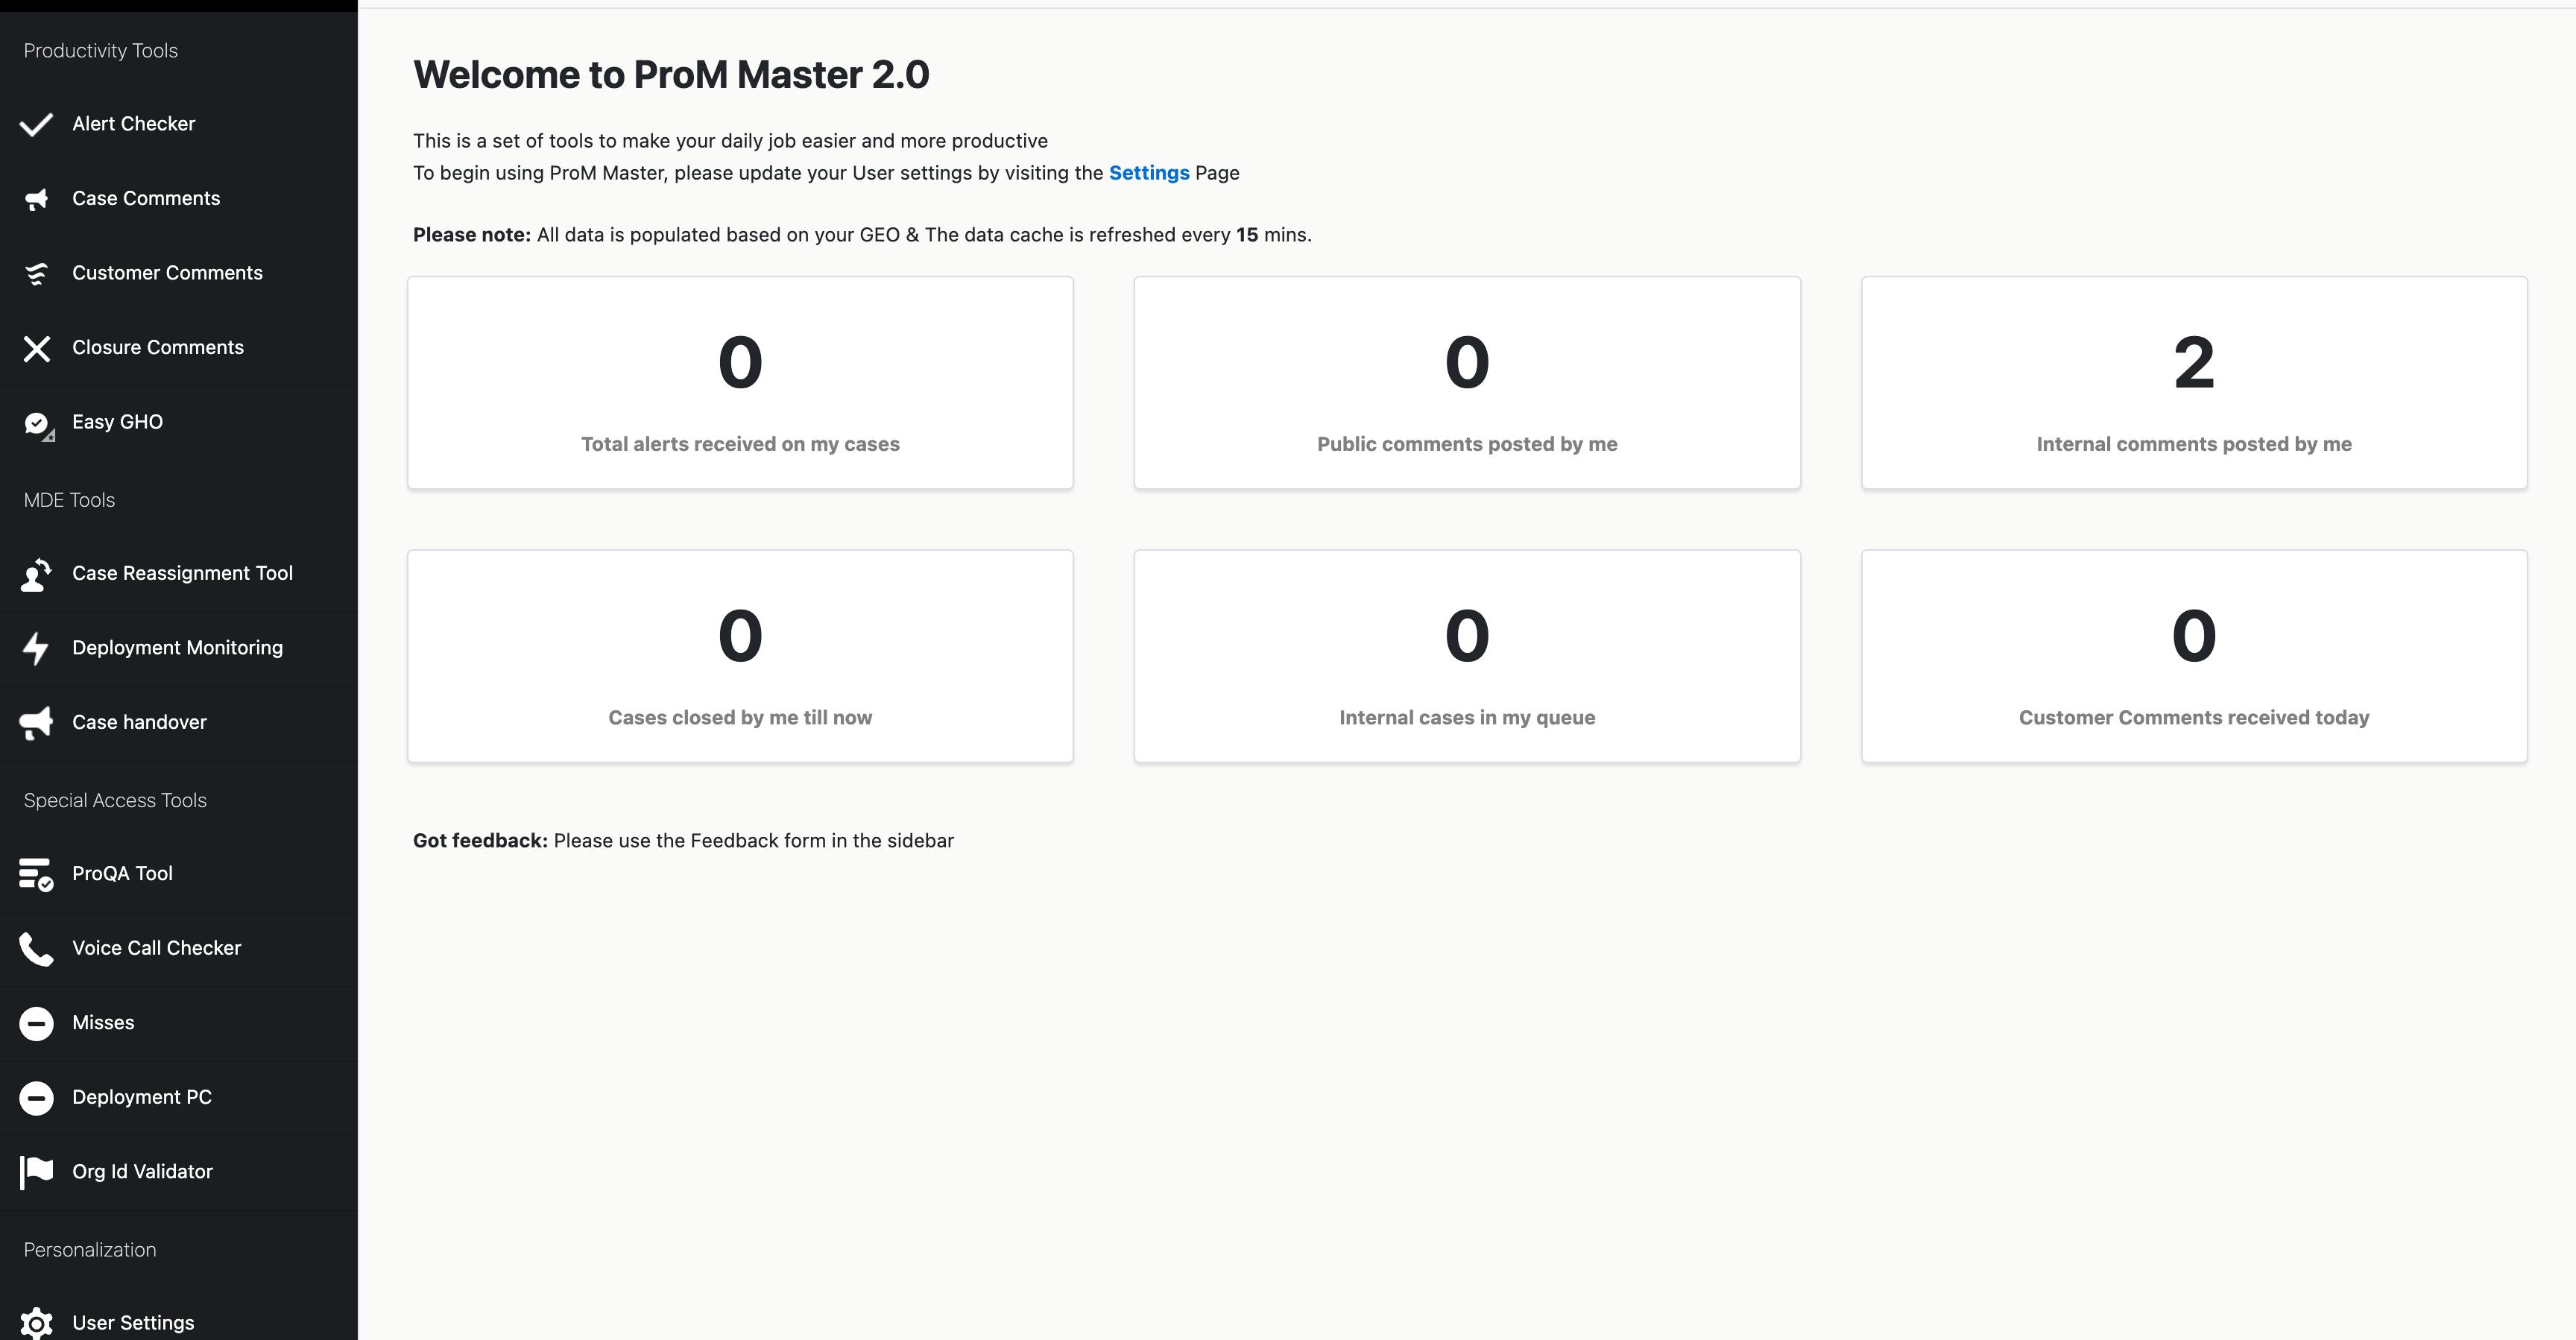 Productivity Tools
Alert Checker
Case Comments
Customer Comments
Closure Comments
Easy GHO
MDE Tools
Case Reassignment Tool
Deployment Monitoring
Case handover
Special Access Tools
ProQA Tool
Voice Call Checker
Misses
Deployment PC
Org Id Validator
Personalization
User Settings
Welcome to ProM Master 2.0
This is a set of tools to make your daily job easier and more productive
To begin using ProM Master, please update your User settings by visiting the Settings Page
Please note: All data is populated based on your GEO & The data cache is refreshed every 15 mins.
0
Total alerts received on my cases
0
Public comments posted by me
2
Internal comments posted by me
0
Cases closed by me till now
0
Internal cases in my queue
0
Customer Comments received today
Got feedback: Please use the Feedback form in the sidebar